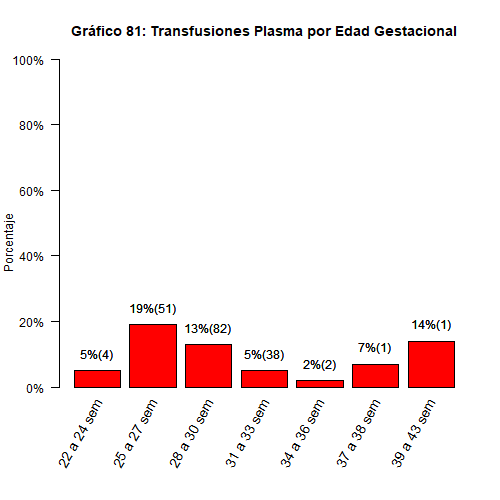 Gráfico 81: Transfusiones Plasma por Edad Gestacional
100%
80%
60%
40%
20%
0%
Porcentaje
5%(4)
19%(51)
13%(82)
5%(38)
2%(2)
7%(1)
14%(1)
22 a 24 sem
25 a 27 sem
28 a 30 sem
31 a 33 sem
34 a 36 sem
37 a 38 sem
39 a 43 sem